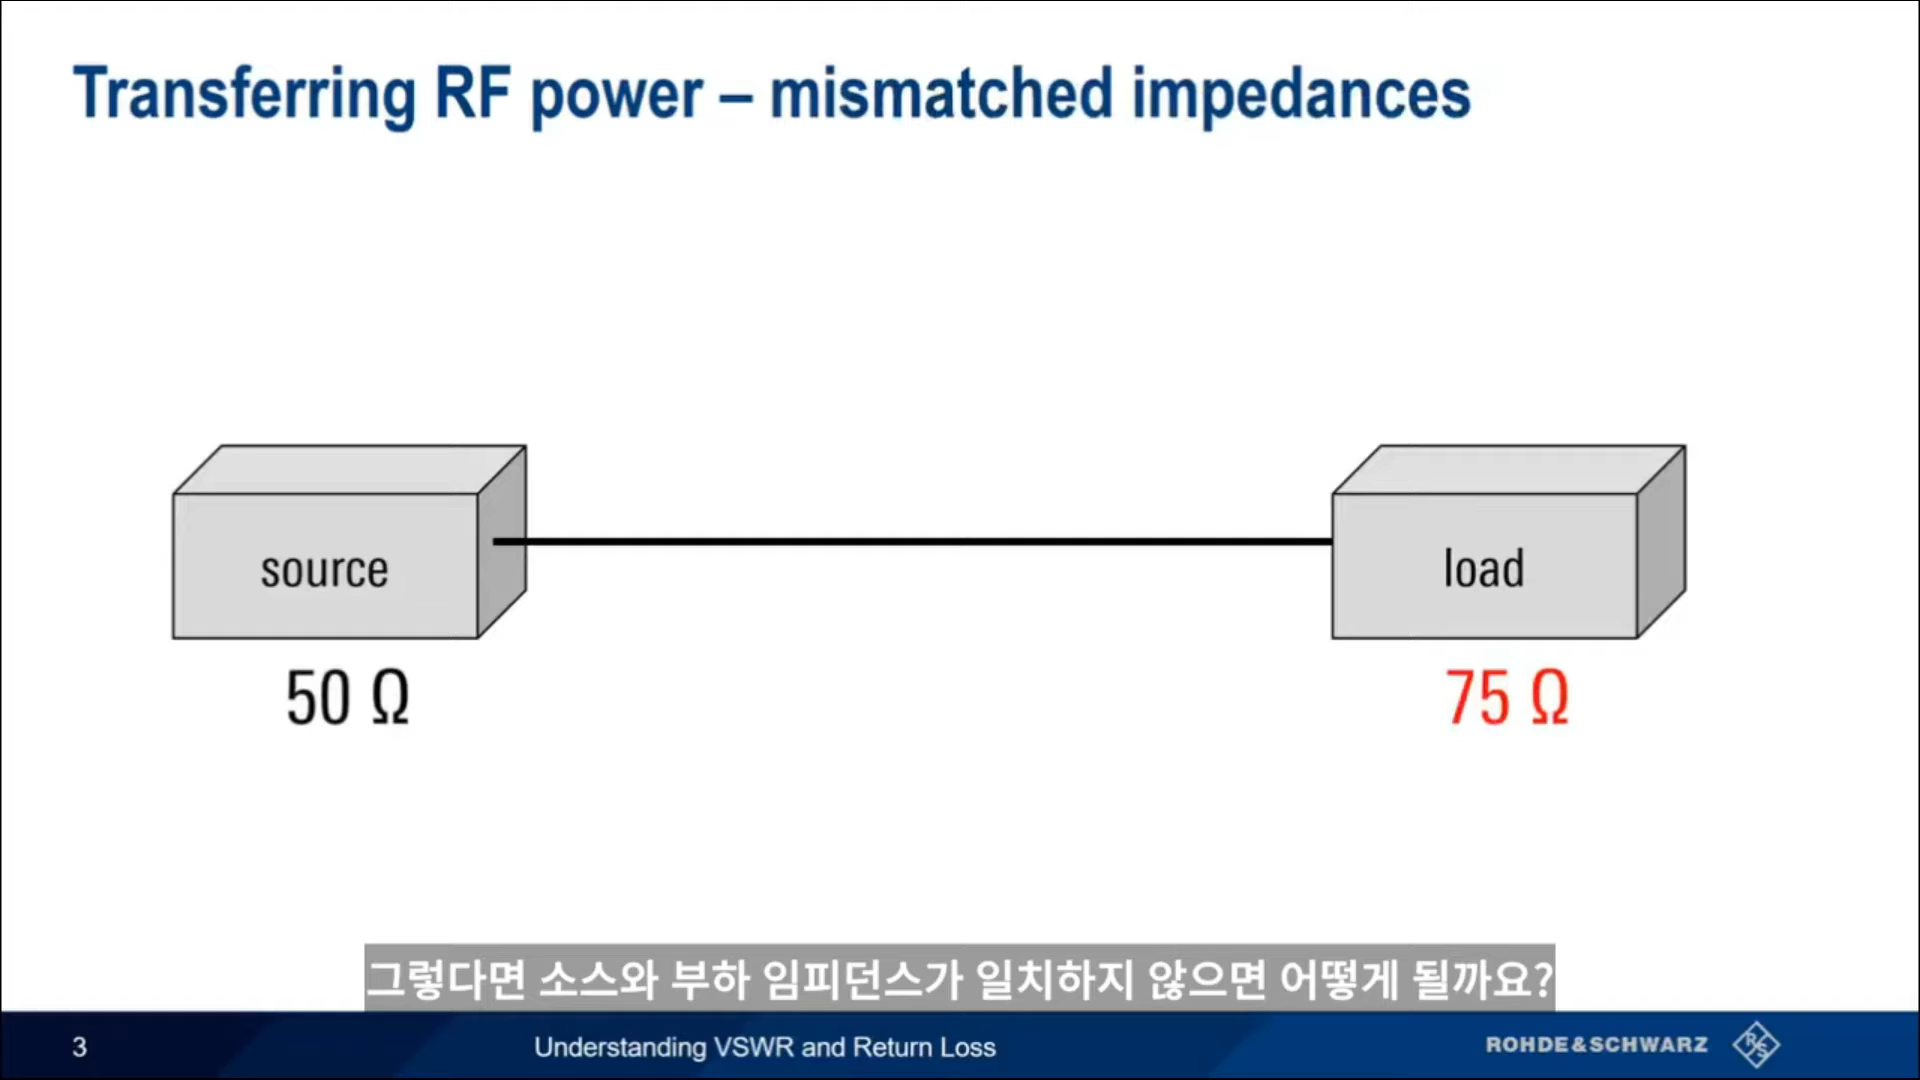 Transferring RF power – mismatched impedances
source
load
50 Ω
75 Ω
그렇다면 소스와 부하 임피던스가 일치하지 않으면 어떻게 될까요?
3
Understanding VSWR and Return Loss
ROHDE&SCHWARZ
R/S